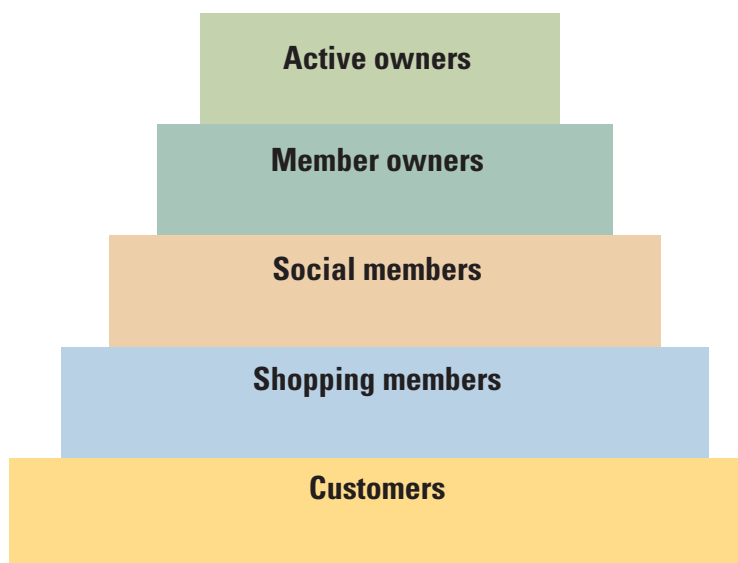 Active owners
Member owners
Social members
Shopping members
Customers